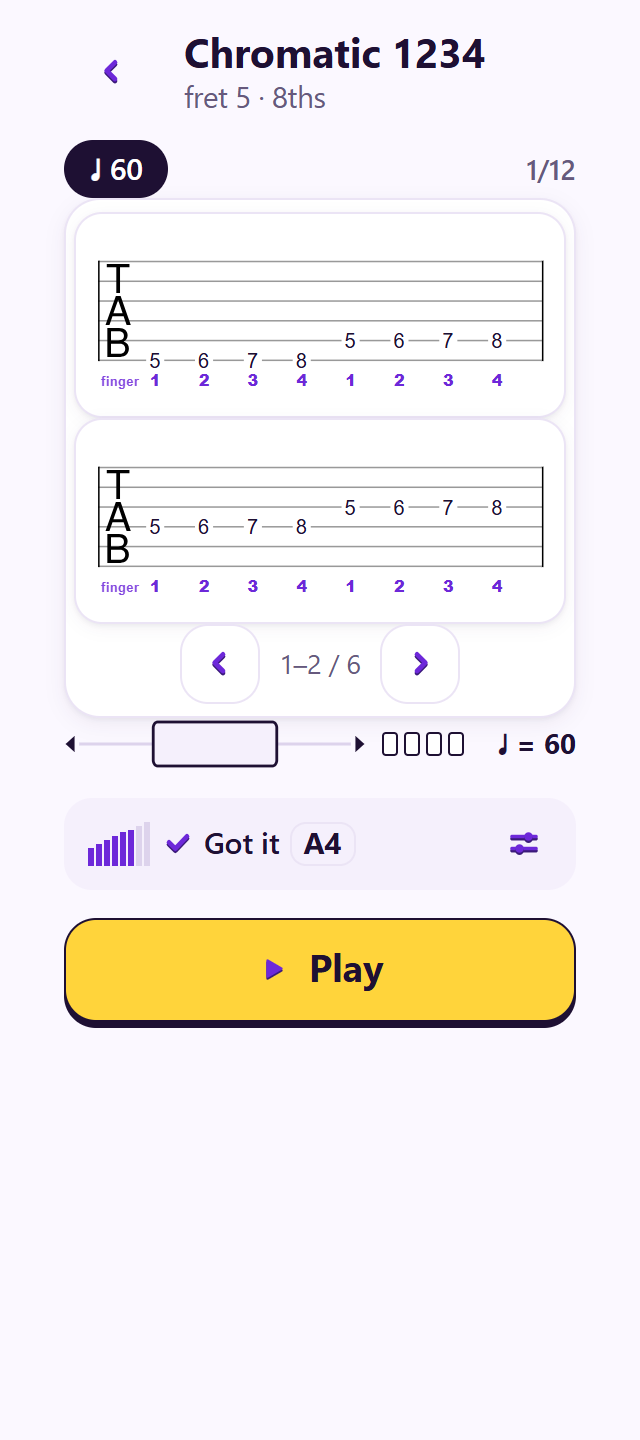 Chromatic 1234
fret 5 · 8ths
♩ 60
1/12
T
A
B
5 6 7 8 5 6 7 8
finger 1 2 3 4 1 2 3 4
T
A
B
5 6 7 8 5 6 7 8
finger 1 2 3 4 1 2 3 4
1–2 / 6
♩ = 60
Got it A4
Play